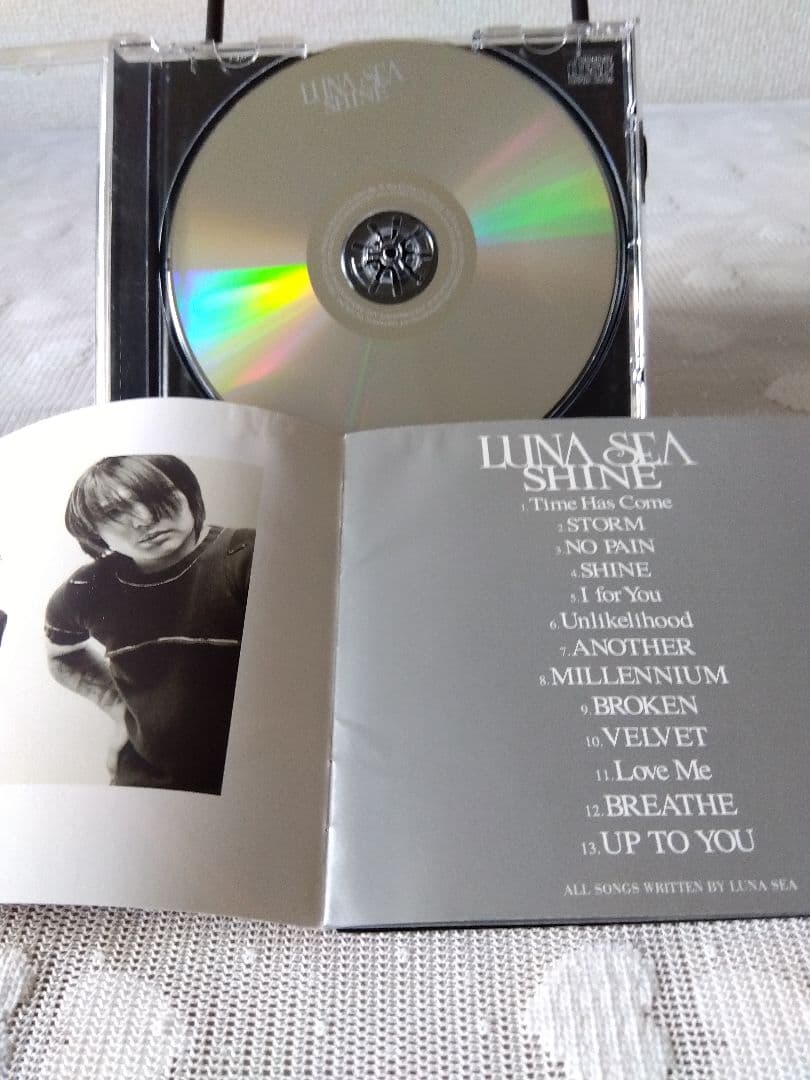 LUNA SEA
SHINE
LUNA SEA
SHINE
1.Time Has Come
2.STORM
3.NO PAIN
4.SHINE
5.I for You
6.Unlikelihood
7.ANOTHER
8.MILLENNIUM
9.BROKEN
10.VELVET
11.Love Me
12.BREATHE
13.UP TO YOU
ALL SONGS WRITTEN BY LUNA SEA